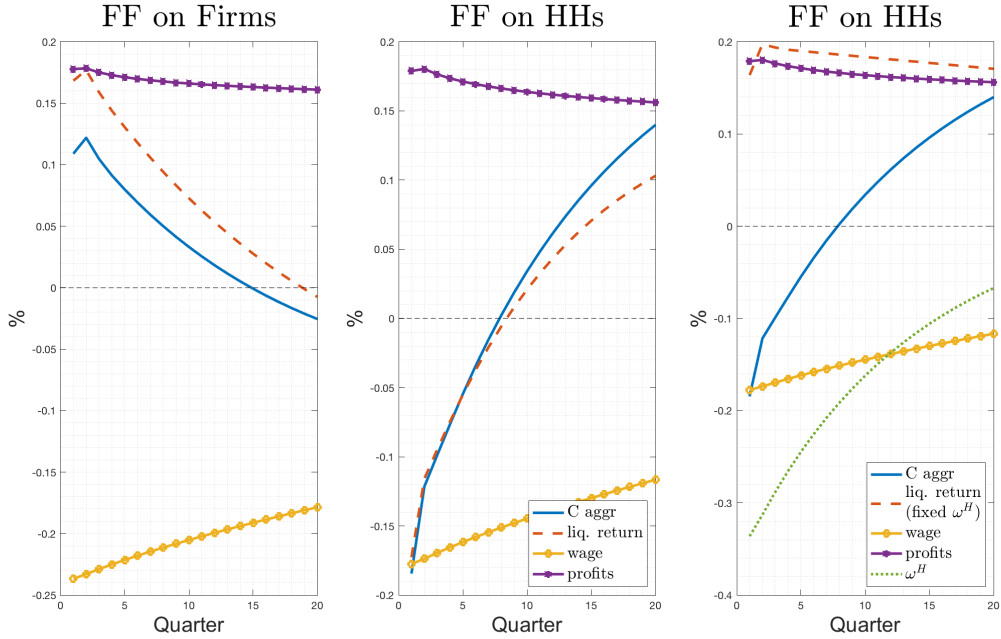 FF on Firms
FF on HHs
FF on HHs
0.2
0.15
0.1
0.05
0
-0.05
-0.1
-0.15
-0.2
-0.25
%
0 5 10 15 20
Quarter
0.2
0.15
0.1
0.05
0
-0.05
-0.1
-0.15
-0.2
%
C aggr
liq. return
wage
profits
0 5 10 15 20
Quarter
0.2
0.1
0
-0.1
-0.2
-0.3
-0.4
%
C aggr
liq. return
(fixed ω^H)
wage
profits
ω^H
0 5 10 15 20
Quarter